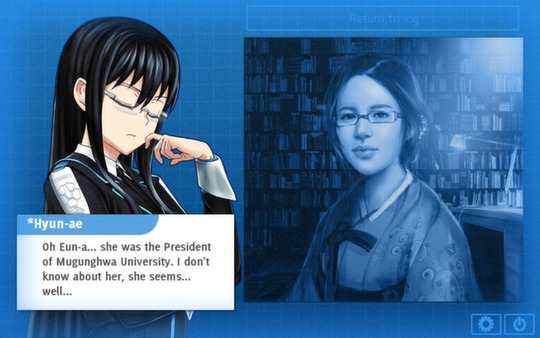 Return to log
*Hyun-ae
Oh Eun-a... she was the President
of Mugunghwa University. I don't
know about her, she seems...
well...